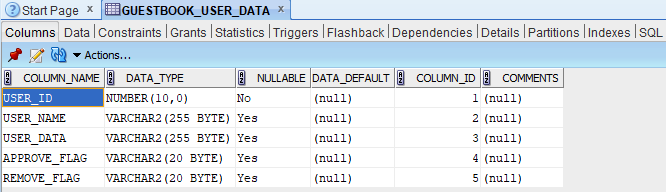 Start Page GUESTBOOK_USER_DATA
Columns Data Constraints Grants Statistics Triggers Flashback Dependencies Details Partitions Indexes SQL
Actions...
COLUMN_NAME DATA_TYPE NULLABLE DATA_DEFAULT COLUMN_ID COMMENTS
USER_ID NUMBER(10,0) No (null) 1 (null)
USER_NAME VARCHAR2(255 BYTE) Yes (null) 2 (null)
USER_DATA VARCHAR2(255 BYTE) Yes (null) 3 (null)
APPROVE_FLAG VARCHAR2(20 BYTE) Yes (null) 4 (null)
REMOVE_FLAG VARCHAR2(20 BYTE) Yes (null) 5 (null)